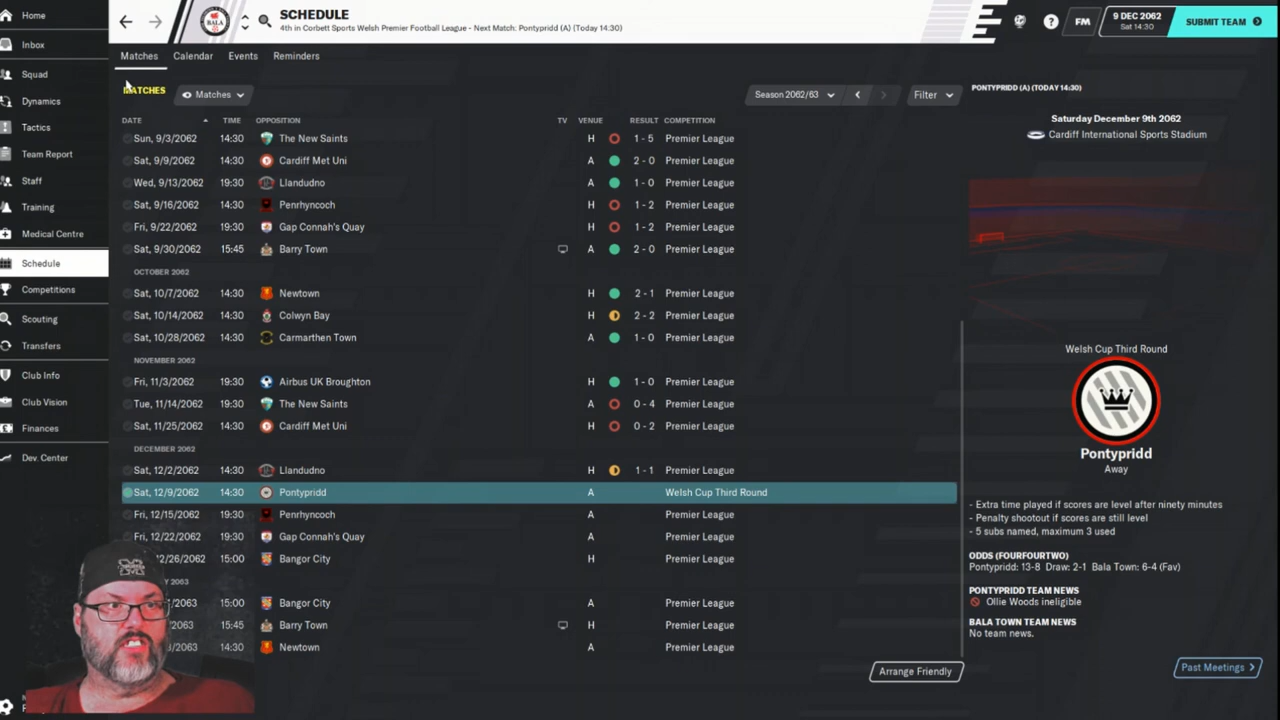 Home
Inbox
Squad
Dynamics
Tactics
Team Report
Staff
Training
Medical Centre
Schedule
Competitions
Scouting
Transfers
Club Info
Club Vision
Finances
Dev. Center
BALA
SCHEDULE
4th in Corbett Sports Welsh Premier Football League - Next Match: Pontypridd (A) (Today 14:30)
FM
9 DEC 2062
Sat 14:30
SUBMIT TEAM
Matches Calendar Events Reminders
MATCHES Matches Season 2062/63 Filter
DATE TIME OPPOSITION TV VENUE RESULT COMPETITION
Sun, 9/3/2062 14:30 The New Saints H 1 - 5 Premier League
Sat, 9/9/2062 14:30 Cardiff Met Uni A 2 - 0 Premier League
Wed, 9/13/2062 19:30 Llandudno A 1 - 0 Premier League
Sat, 9/16/2062 14:30 Penrhyncoch H 1 - 2 Premier League
Fri, 9/22/2062 19:30 Gap Connah's Quay H 1 - 2 Premier League
Sat, 9/30/2062 15:45 Barry Town A 2 - 0 Premier League
OCTOBER 2062
Sat, 10/7/2062 14:30 Newtown H 2 - 1 Premier League
Sat, 10/14/2062 14:30 Colwyn Bay H 2 - 2 Premier League
Sat, 10/28/2062 14:30 Carmarthen Town A 1 - 0 Premier League
NOVEMBER 2062
Fri, 11/3/2062 19:30 Airbus UK Broughton H 1 - 0 Premier League
Tue, 11/14/2062 19:30 The New Saints A 0 - 4 Premier League
Sat, 11/25/2062 14:30 Cardiff Met Uni H 0 - 2 Premier League
DECEMBER 2062
Sat, 12/2/2062 14:30 Llandudno H 1 - 1 Premier League
Sat, 12/9/2062 14:30 Pontypridd A Welsh Cup Third Round
Fri, 12/15/2062 19:30 Penrhyncoch A Premier League
Fri, 12/22/2062 19:30 Gap Connah's Quay A Premier League
12/26/2062 15:00 Bangor City H Premier League
2063
/2063 15:00 Bangor City A Premier League
/2063 15:45 Barry Town H Premier League
/2063 14:30 Newtown A Premier League
Arrange Friendly
PONTYPRIDD (A) (TODAY 14:30)
Saturday December 9th 2062
Cardiff International Sports Stadium
Welsh Cup Third Round
Pontypridd
Away
- Extra time played if scores are level after ninety minutes
- Penalty shootout if scores are still level
- 5 subs named, maximum 3 used
ODDS (FOURFOURTWO)
Pontypridd: 13-8 Draw: 2-1 Bala Town: 6-4 (Fav)
PONTYPRIDD TEAM NEWS
Ollie Woods ineligible
BALA TOWN TEAM NEWS
No team news.
Past Meetings